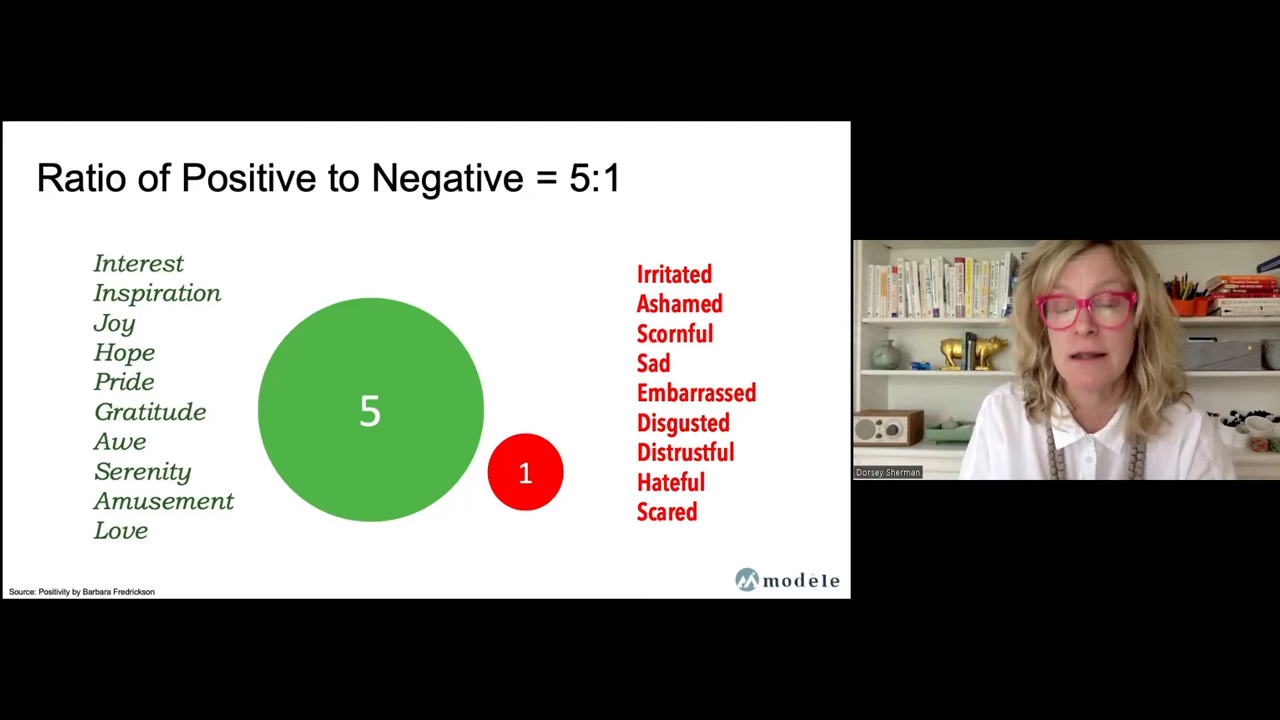 Ratio of Positive to Negative = 5:1
Interest
Inspiration
Joy
Hope
Pride
Gratitude
Awe
Serenity
Amusement
Love
5
1
Irritated
Ashamed
Scornful
Sad
Embarrassed
Disgusted
Distrustful
Hateful
Scared
Source: Positivity by Barbara Fredrickson
modèle
Dorsey Sherman